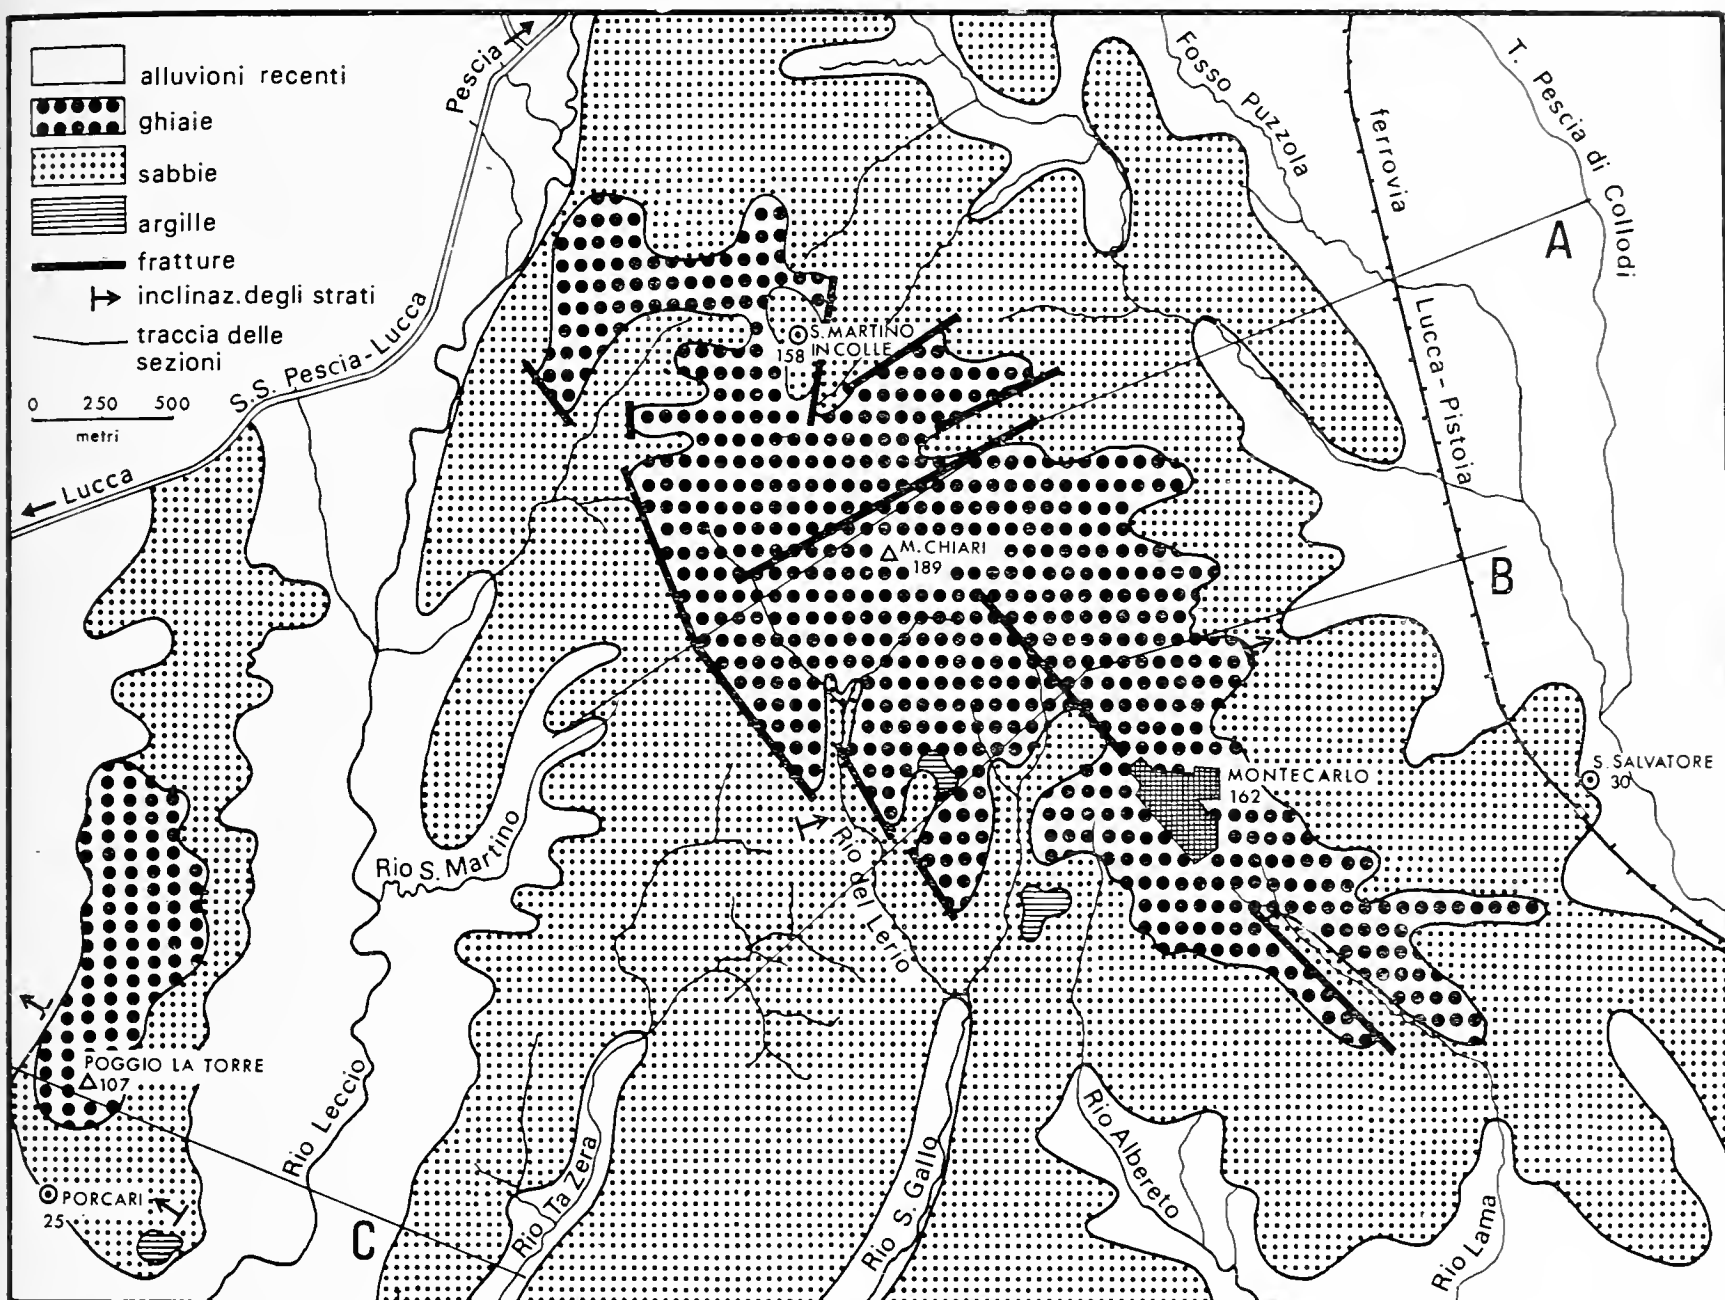 alluvioni recenti
ghiaie
sabbie
argille
fratture
inclinaz.degli strati
traccia delle
sezioni
0 250 500
metri
Pescia
S.S. Pescia-Lucca
Lucca
Fosso Puzzola
ferrovia
Lucca-Pistoia
T. Pescia di Collodi
A
S. MARTINO
IN COLLE
158
M. CHIARI
189
B
MONTECARLO
162
S. SALVATORE
30
Rio S. Martino
Rio del Lerio
POGGIO LA TORRE
107
Rio Leccio
PORCARI
25
C
Rio Ta Zera
Rio S. Gallo
Rio Albereto
Rio Lama